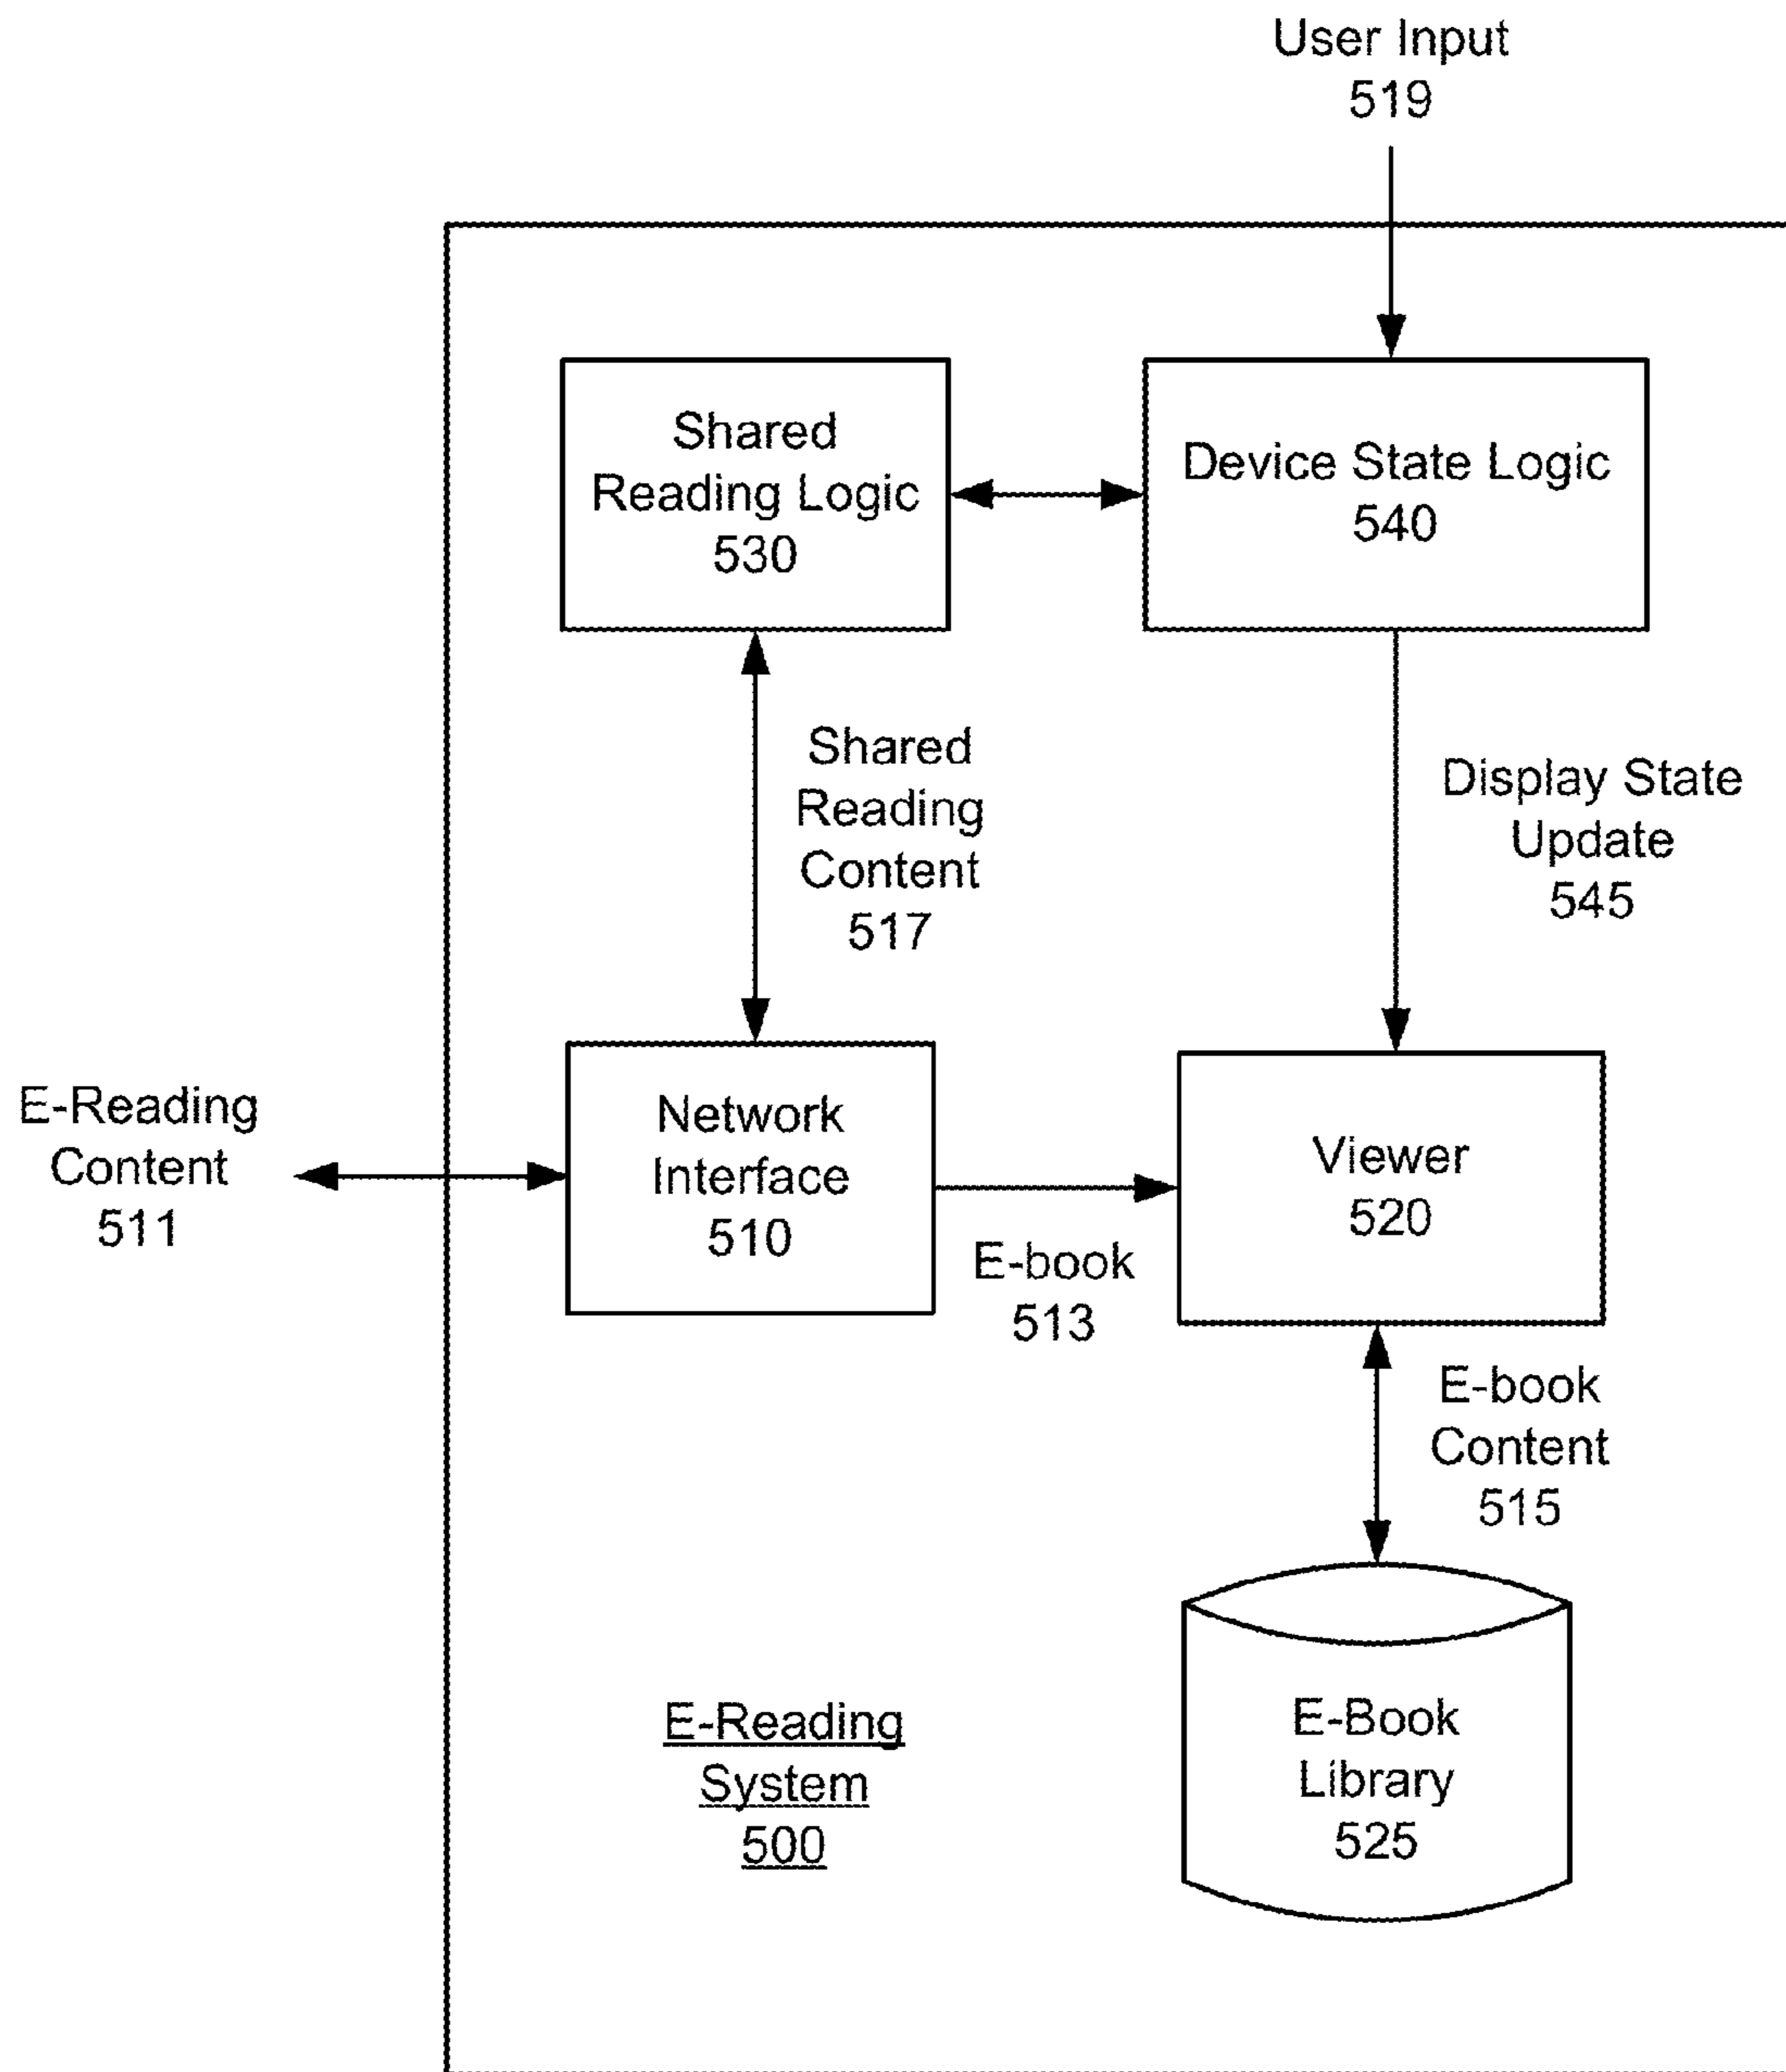 User Input
519
Shared
Reading Logic
530
Device State Logic
540
Shared
Reading
Content
517
Display State
Update
545
E-Reading
Content
511
Network
Interface
510
E-book
513
Viewer
520
E-book
Content
515
E-Reading
System
500
E-Book
Library
525